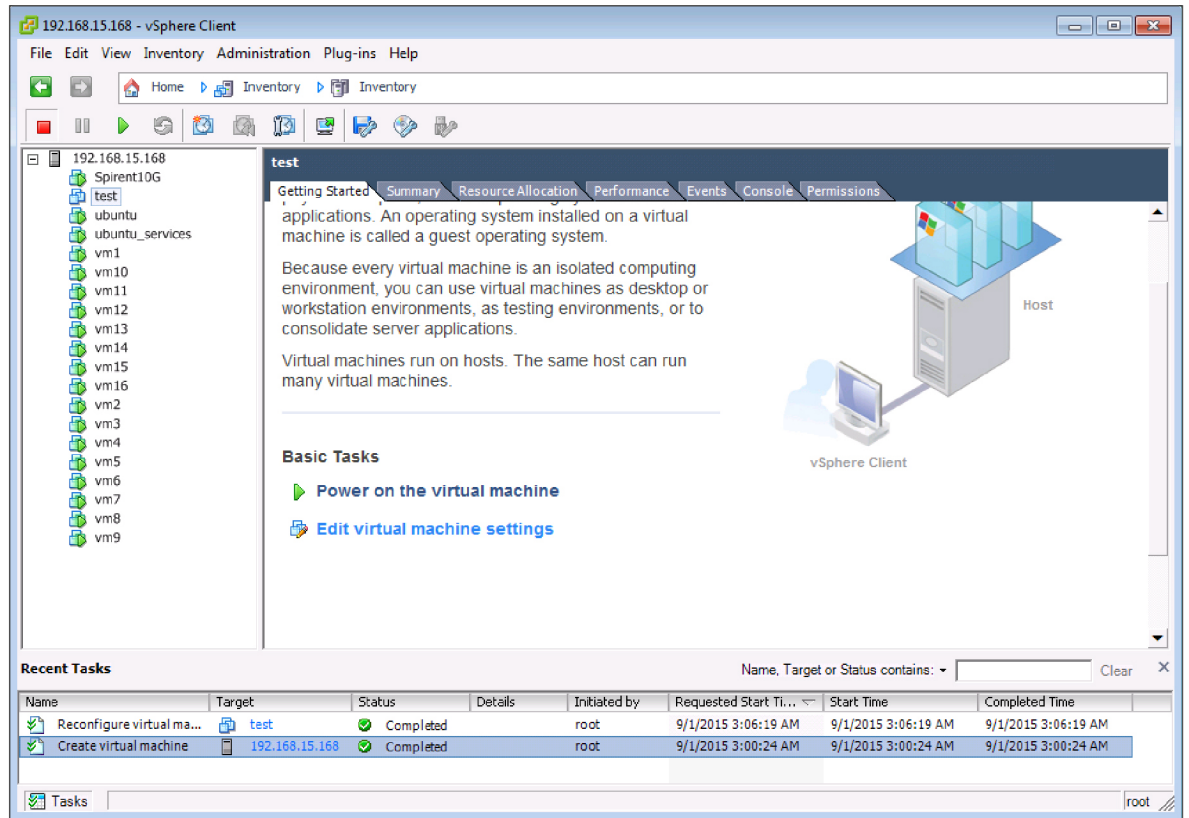 192.168.15.168 - vSphere Client
File Edit View Inventory Administration Plug-ins Help
Home Inventory Inventory
192.168.15.168
Spirent10G
test
ubuntu
ubuntu_services
vm1
vm10
vm11
vm12
vm13
vm14
vm15
vm16
vm2
vm3
vm4
vm5
vm6
vm7
vm8
vm9
test
Getting Started Summary Resource Allocation Performance Events Console Permissions
applications. An operating system installed on a virtual
machine is called a guest operating system.
Because every virtual machine is an isolated computing
environment, you can use virtual machines as desktop or
workstation environments, as testing environments, or to
consolidate server applications.
Virtual machines run on hosts. The same host can run
many virtual machines.
Host
vSphere Client
Basic Tasks
Power on the virtual machine
Edit virtual machine settings
Recent Tasks
Name, Target or Status contains:
Clear
Name Target Status Details Initiated by Requested Start Ti... Start Time Completed Time
Reconfigure virtual ma... test Completed root 9/1/2015 3:06:19 AM 9/1/2015 3:06:19 AM 9/1/2015 3:06:19 AM
Create virtual machine 192.168.15.168 Completed root 9/1/2015 3:00:24 AM 9/1/2015 3:00:24 AM 9/1/2015 3:00:24 AM
Tasks
root